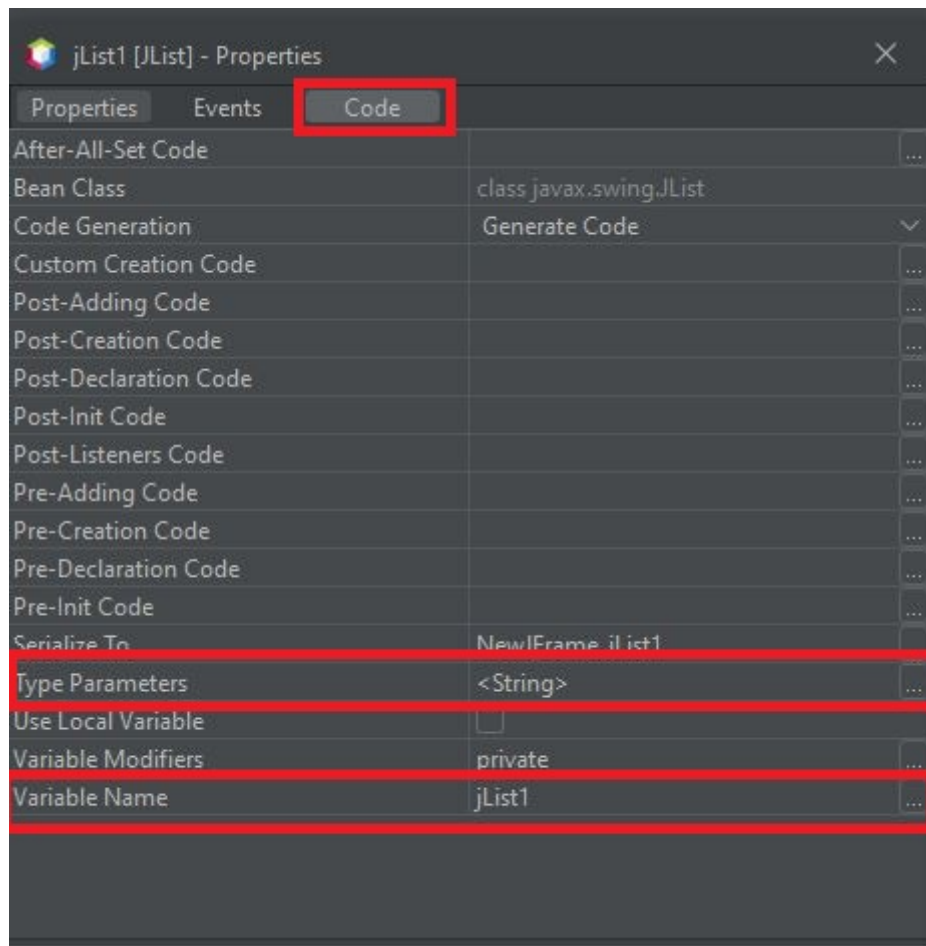 jList1 [JList] - Properties
Properties Events Code
After-All-Set Code ...
Bean Class class javax.swing.JList
Code Generation Generate Code
Custom Creation Code ...
Post-Adding Code ...
Post-Creation Code ...
Post-Declaration Code ...
Post-Init Code ...
Post-Listeners Code ...
Pre-Adding Code ...
Pre-Creation Code ...
Pre-Declaration Code ...
Pre-Init Code ...
Serialize To NewJFrame_jList1
Type Parameters <String> ...
Use Local Variable
Variable Modifiers private ...
Variable Name jList1 ...